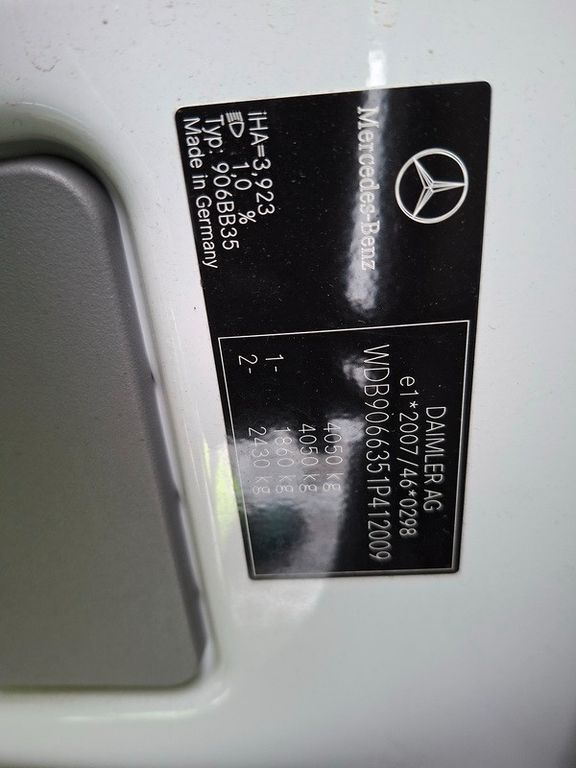 Mercedes-Benz
iHA=3,923
1,0 %
Typ: 906BB35
Made in Germany
DAIMLER AG
e1*2007/46*0298
WDB9066351P412009
4050 kg
4050 kg
1- 1860 kg
2- 2430 kg